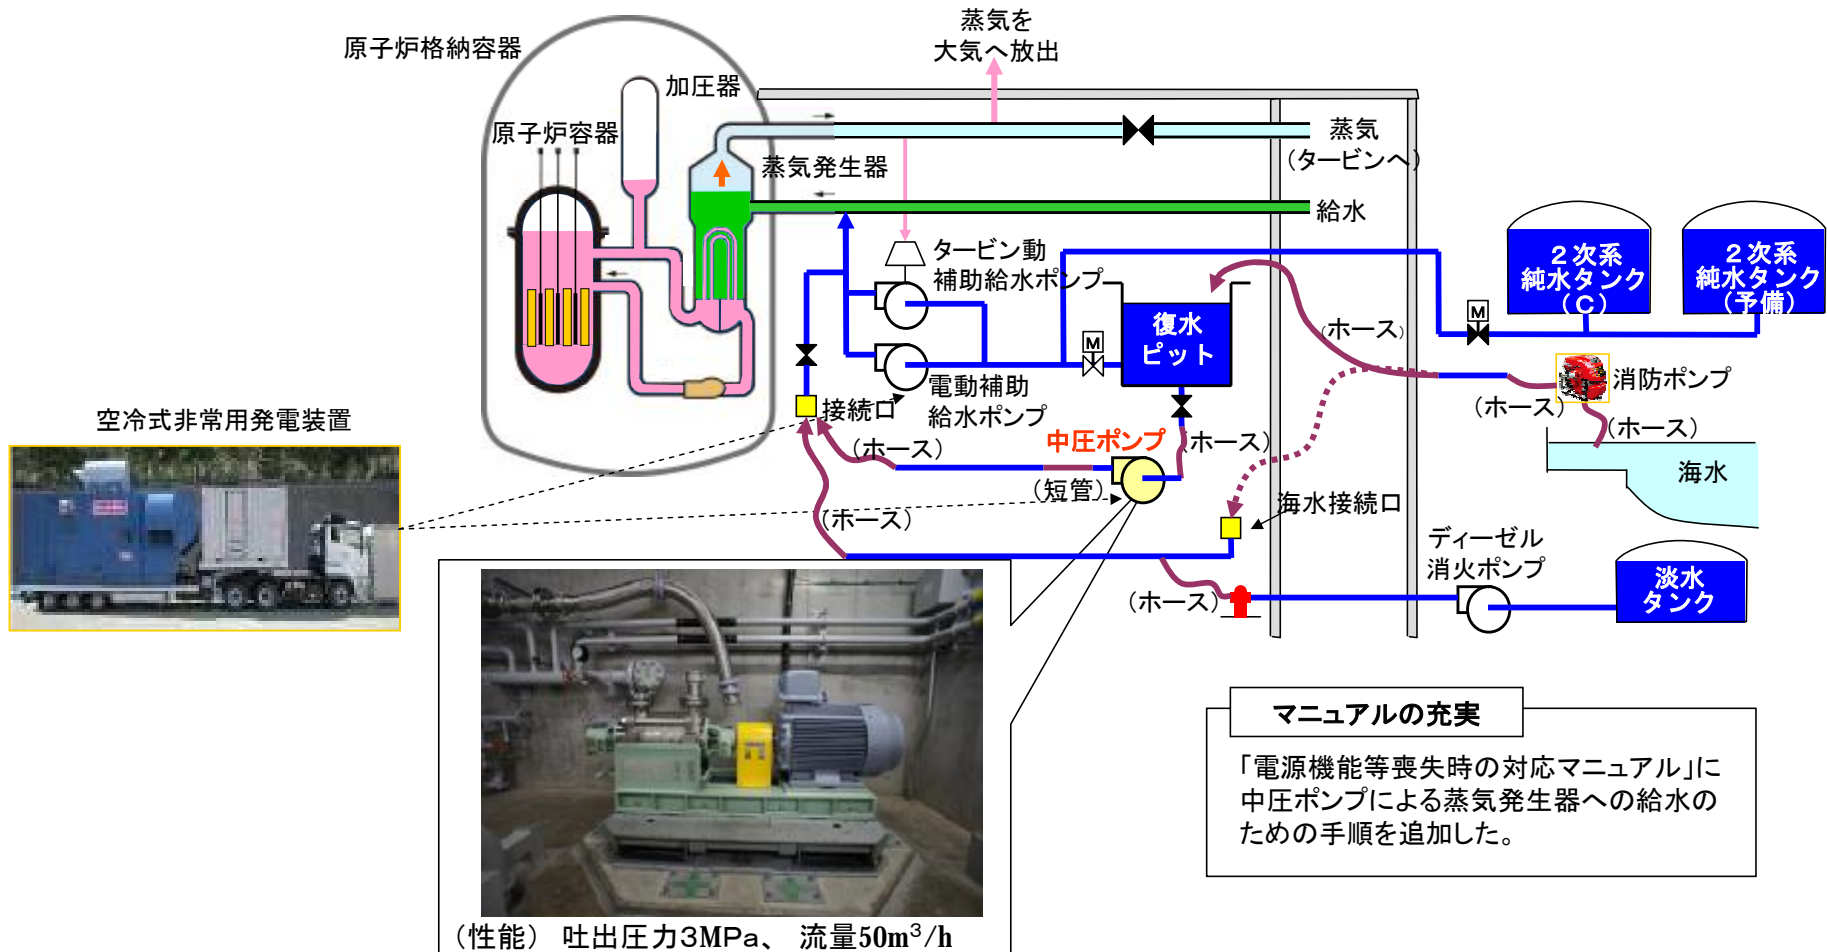 蒸気を
大気へ放出
原子炉格納容器
加圧器
原子炉容器
蒸気発生器
蒸気
(タービンへ)
給水
タービン動
補助給水ポンプ
2次系
純水タンク
(C)
2次系
純水タンク
(予備)
M
M
復水
ピット
(ホース)
消防ポンプ
(ホース)
(ホース)
海水
電動補助
給水ポンプ
接続口
空冷式非常用発電装置
(ホース)
中圧ポンプ
(ホース)
(短管)
海水接続口
(ホース)
ディーゼル
消火ポンプ
淡水
タンク
(ホース)
マニュアルの充実
「電源機能等喪失時の対応マニュアル」に
中圧ポンプによる蒸気発生器への給水の
ための手順を追加した。
(性能) 吐出圧力3MPa、 流量50m³/h